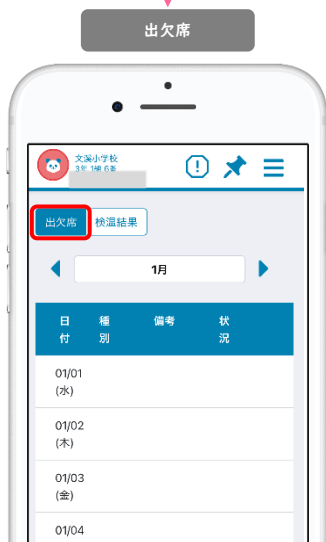 出欠席
文溪小学校
3年 1組 6番
出欠席
検温結果
1月
日付
種別
備考
状況
01/01
(水)
01/02
(木)
01/03
(金)
01/04